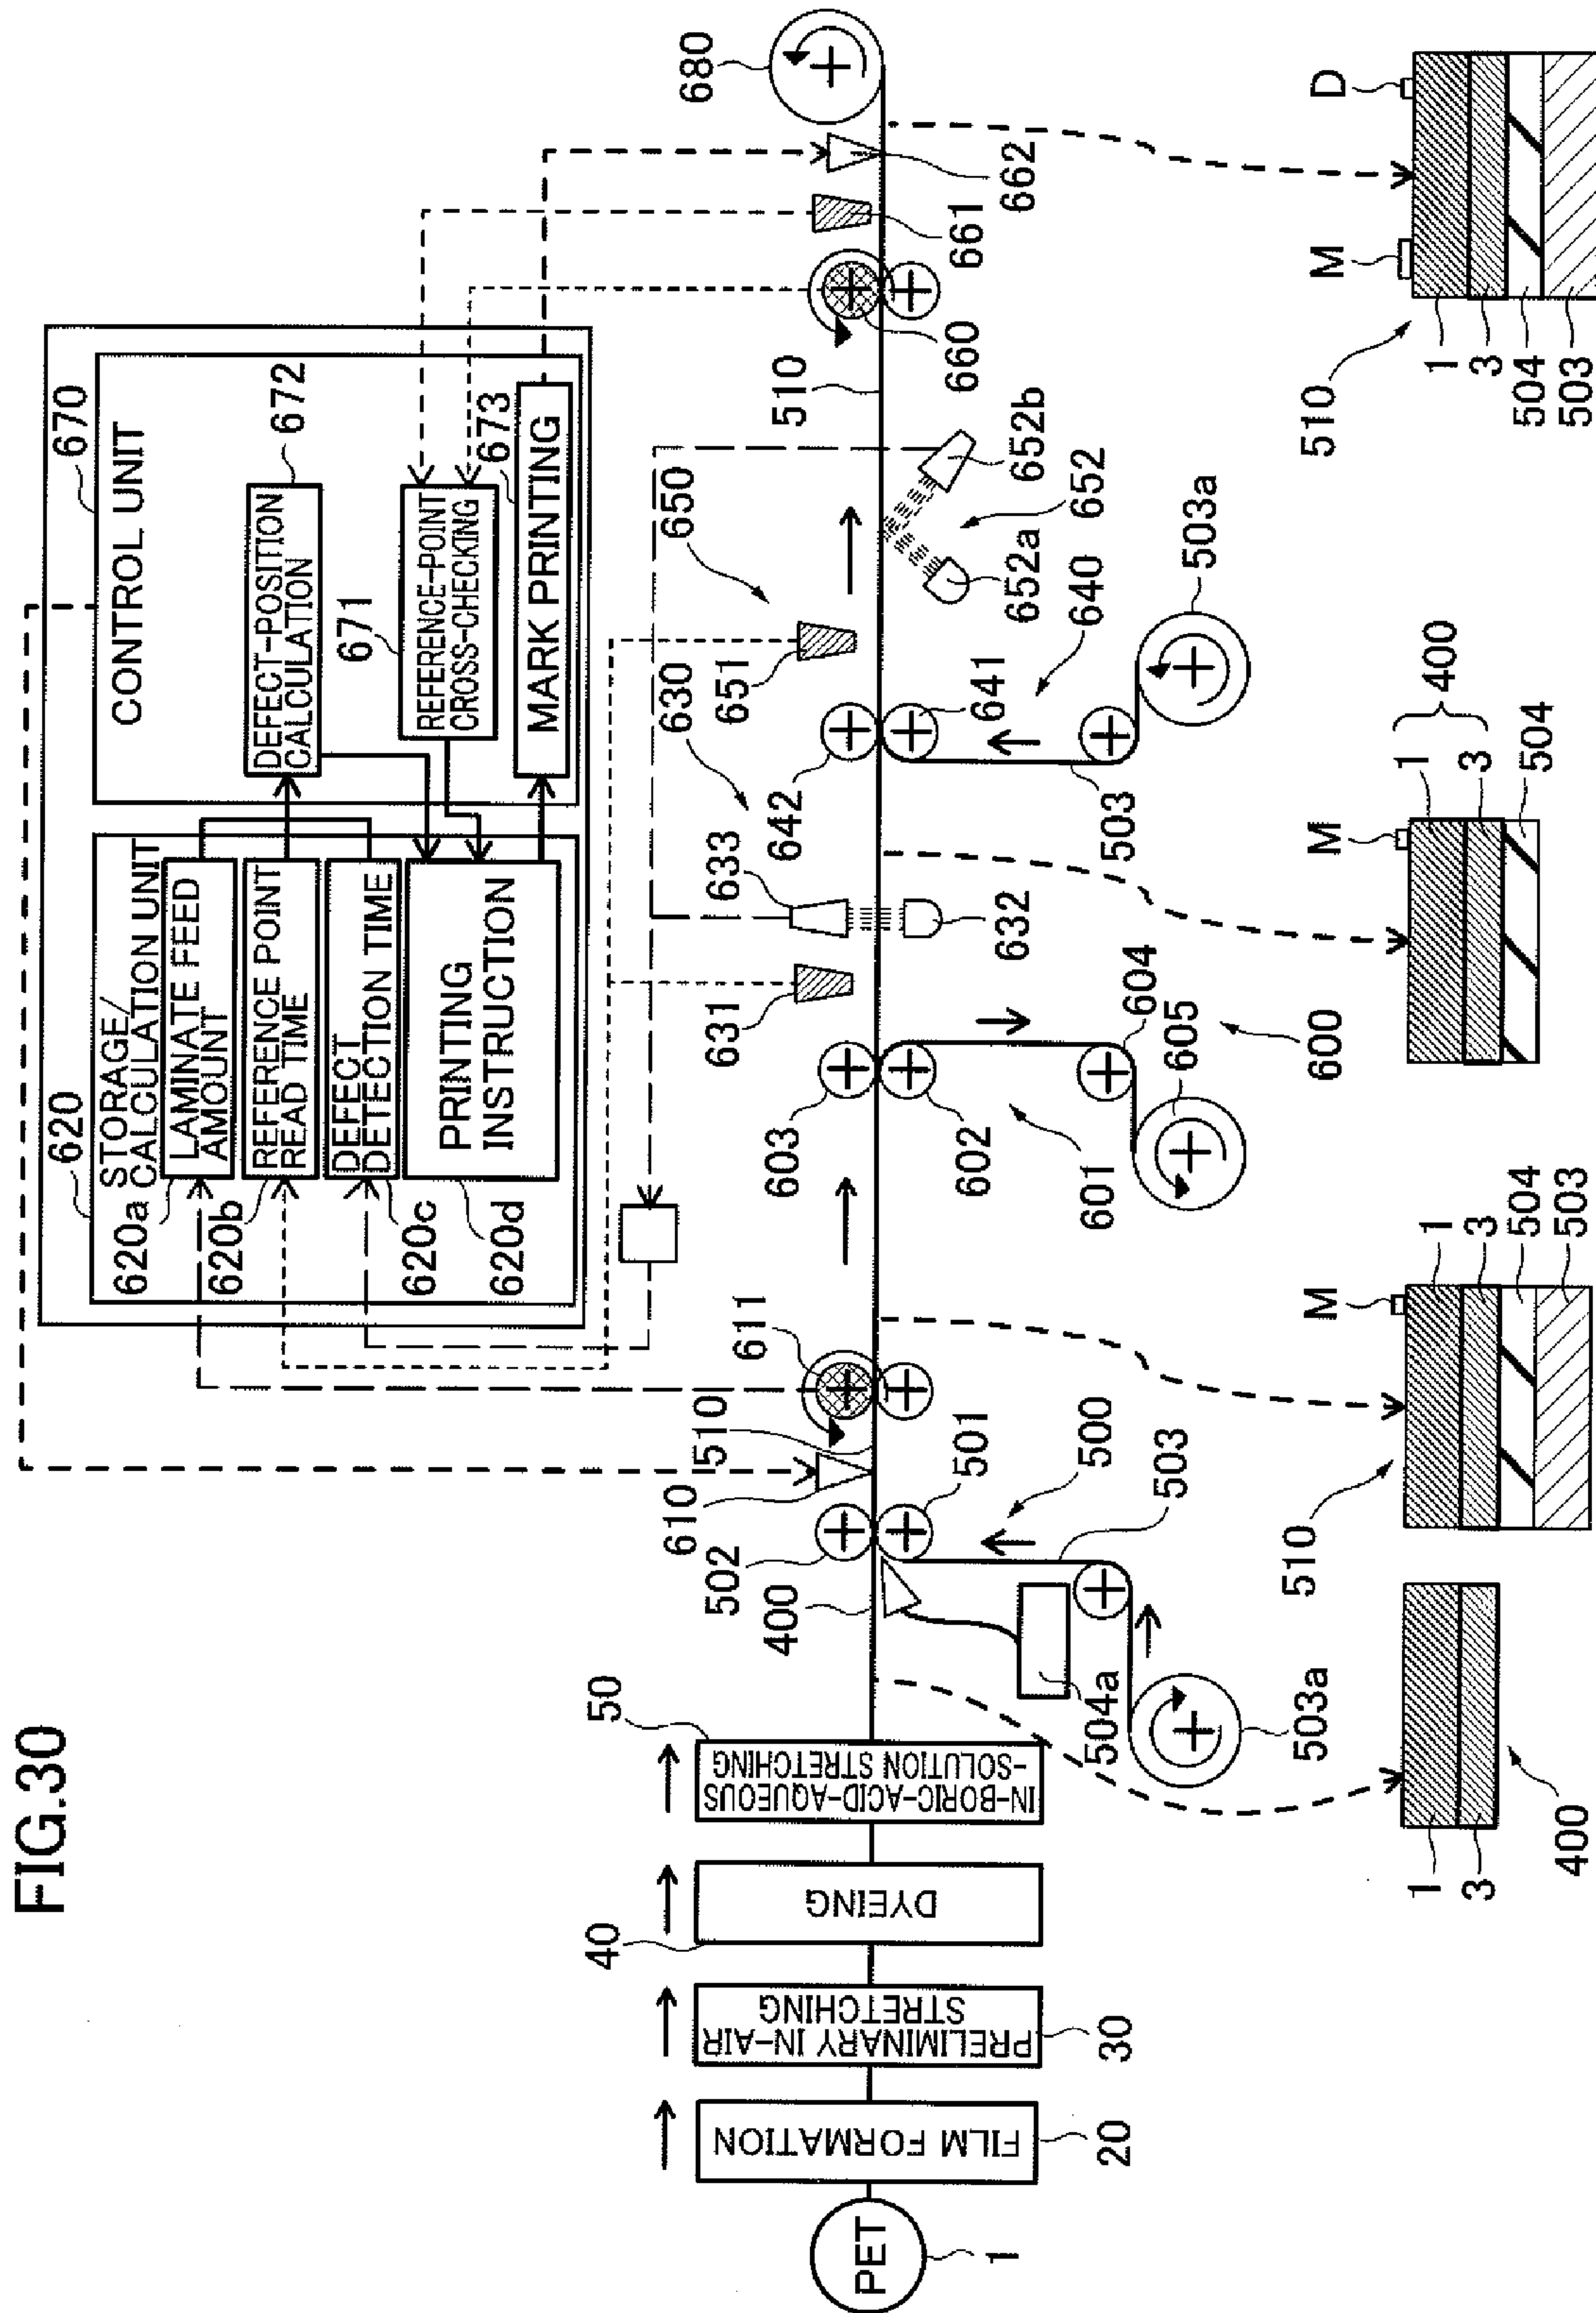 FIG.30
670
CONTROL UNIT
620
STORAGE/
CALCULATION UNIT
620a
LAMINATE FEED
AMOUNT
620b
REFERENCE POINT
READ TIME
620c
DEFECT
DETECTION TIME
620d
PRINTING
INSTRUCTION
672
DEFECT-POSITION
CALCULATION
671
REFERENCE-POINT
CROSS-CHECKING
673
MARK PRINTING
PET
1
FILM FORMATION
20
PRELIMINARY IN-AIR
STRETCHING
30
DYEING
40
IN-BORIC-ACID-AQUEOUS
-SOLUTION STRETCHING
50
400
502
610
510
611
501
500
503
504a
503a
603
602
601
604
605
600
631
633
632
630
642
641
640
503
503a
651
650
652a
652b
652
510
660
661
662
680
1
3
400
M
1
3
504
503
510
M
1
3
400
504
M
D
1
3
504
503
510